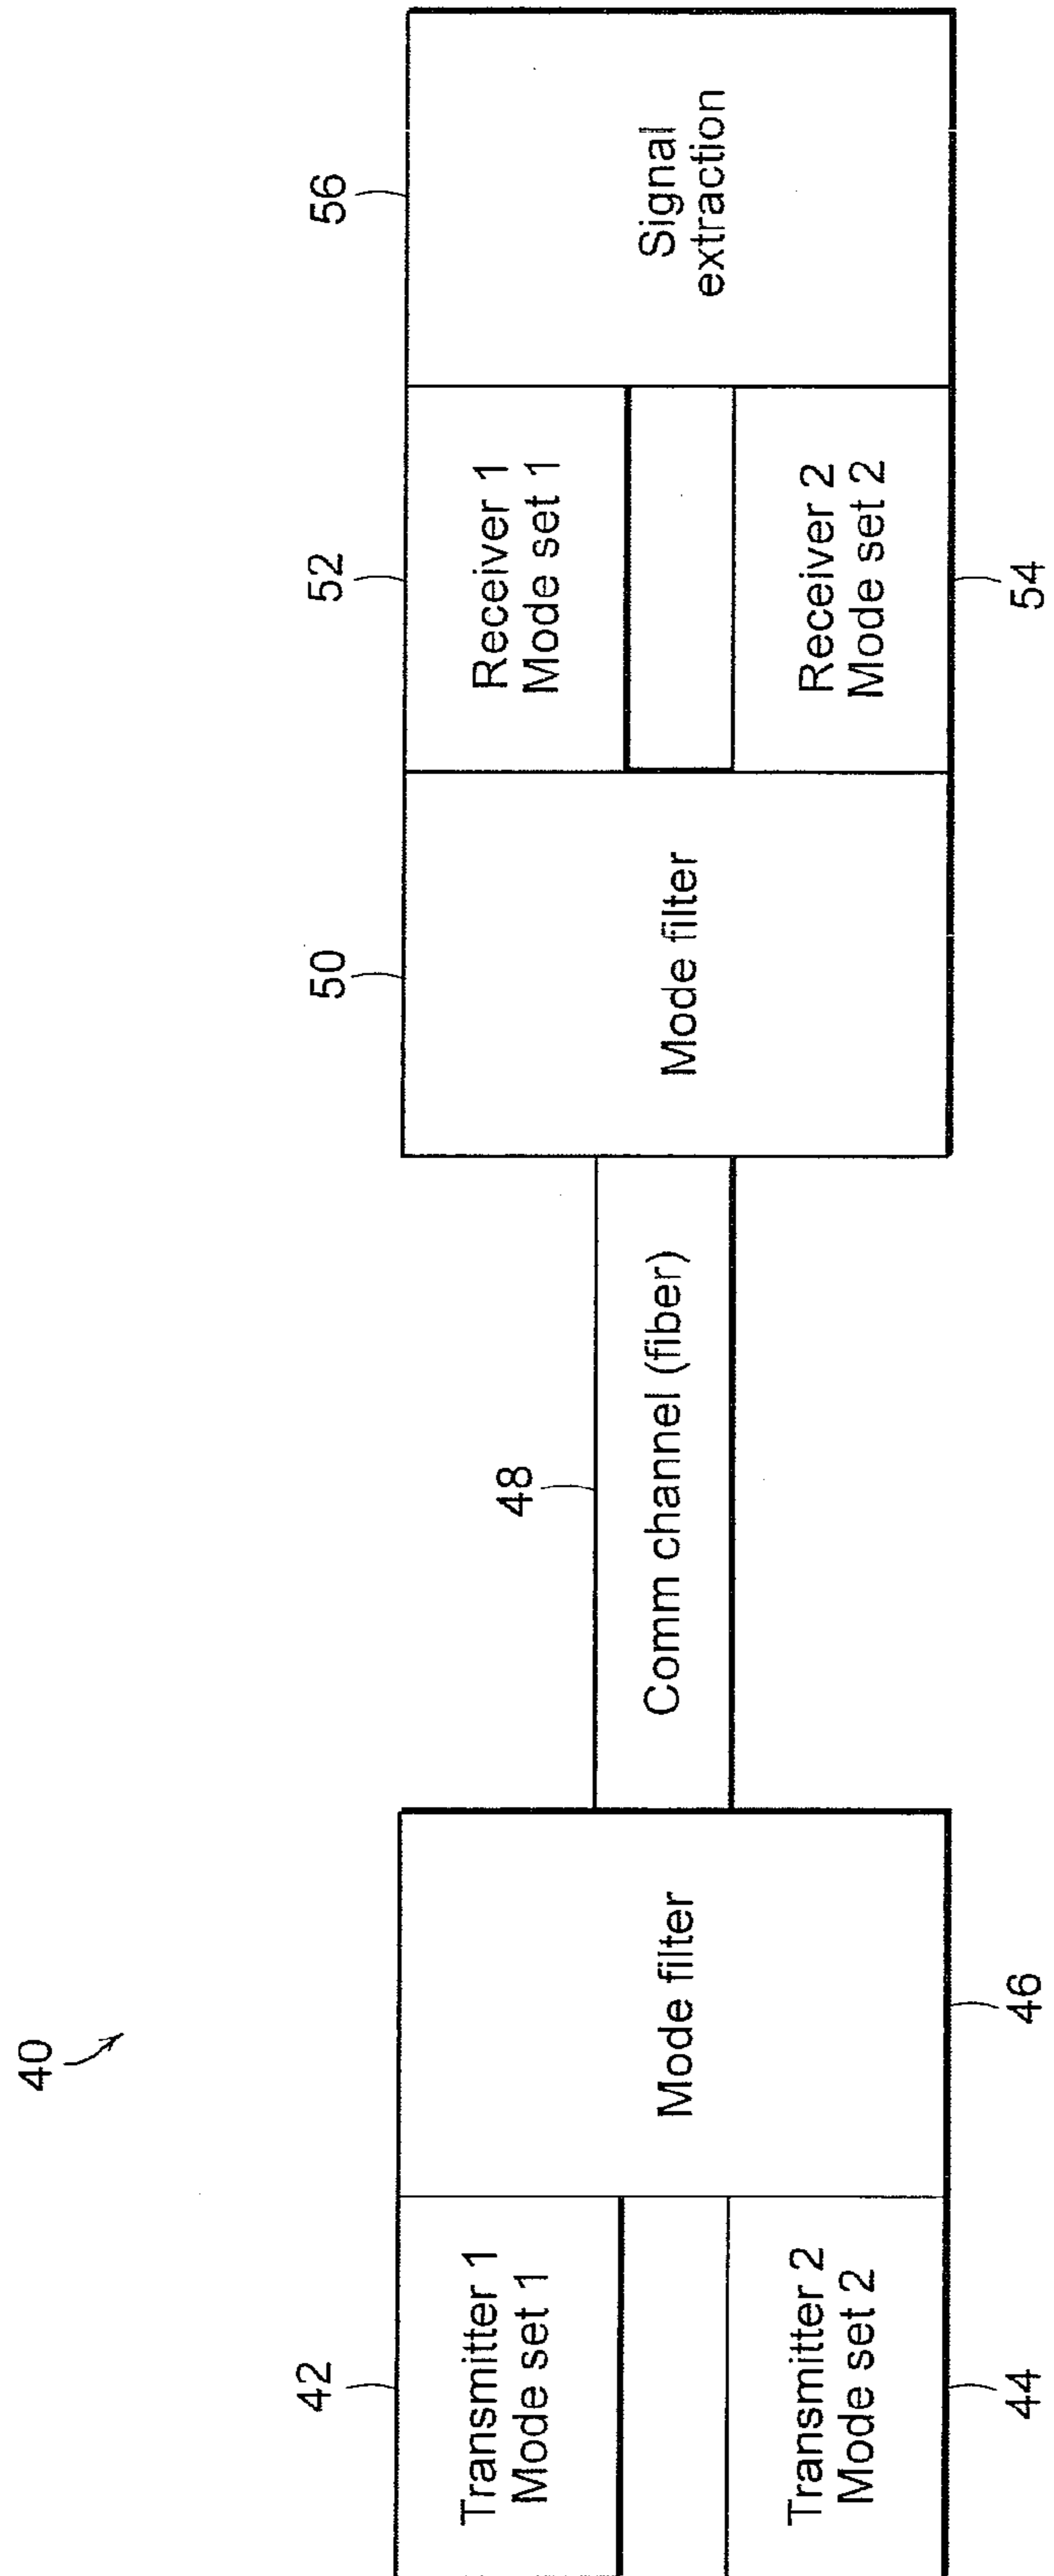 40
42
Transmitter 1
Mode set 1
Transmitter 2
Mode set 2
44
Mode filter
46
48
Comm channel (fiber)
50
Mode filter
52
Receiver 1
Mode set 1
Receiver 2
Mode set 2
54
56
Signal
extraction